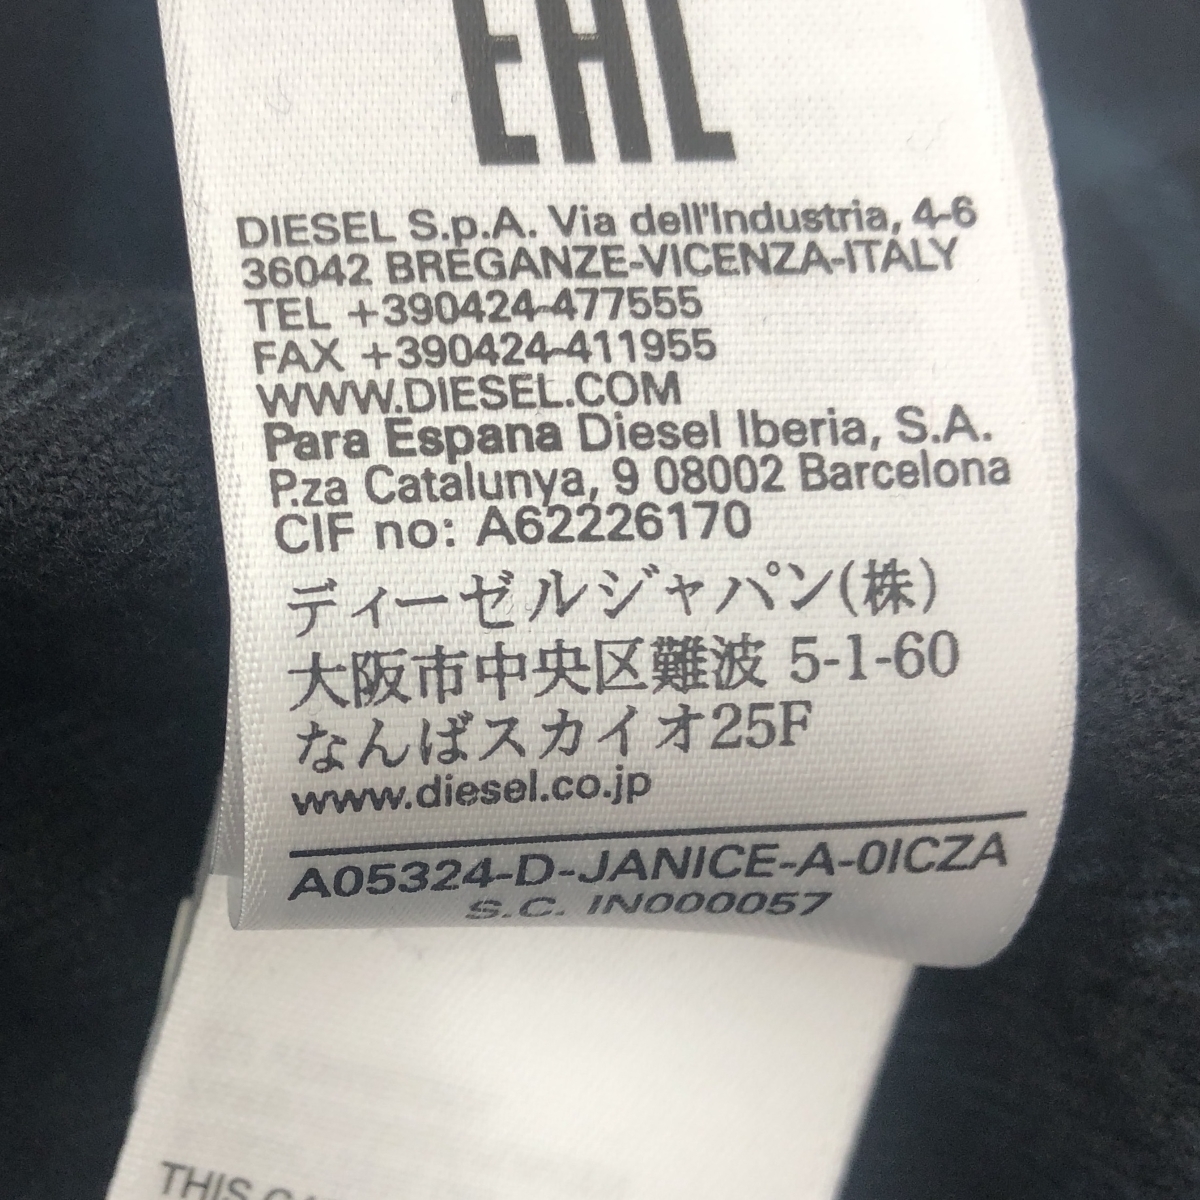 EAC
DIESEL S.p.A. Via dell'Industria, 4-6
36042 BREGANZE-VICENZA-ITALY
TEL +390424-477555
FAX +390424-411955
WWW.DIESEL.COM
Para Espana Diesel Iberia, S.A.
P.za Catalunya, 9 08002 Barcelona
CIF no: A62226170
ディーゼルジャパン(株)
大阪市中央区難波 5-1-60
なんばスカイオ25F
www.diesel.co.jp
A05324-D-JANICE-A-0ICZA
S.C. IN000057
THIS